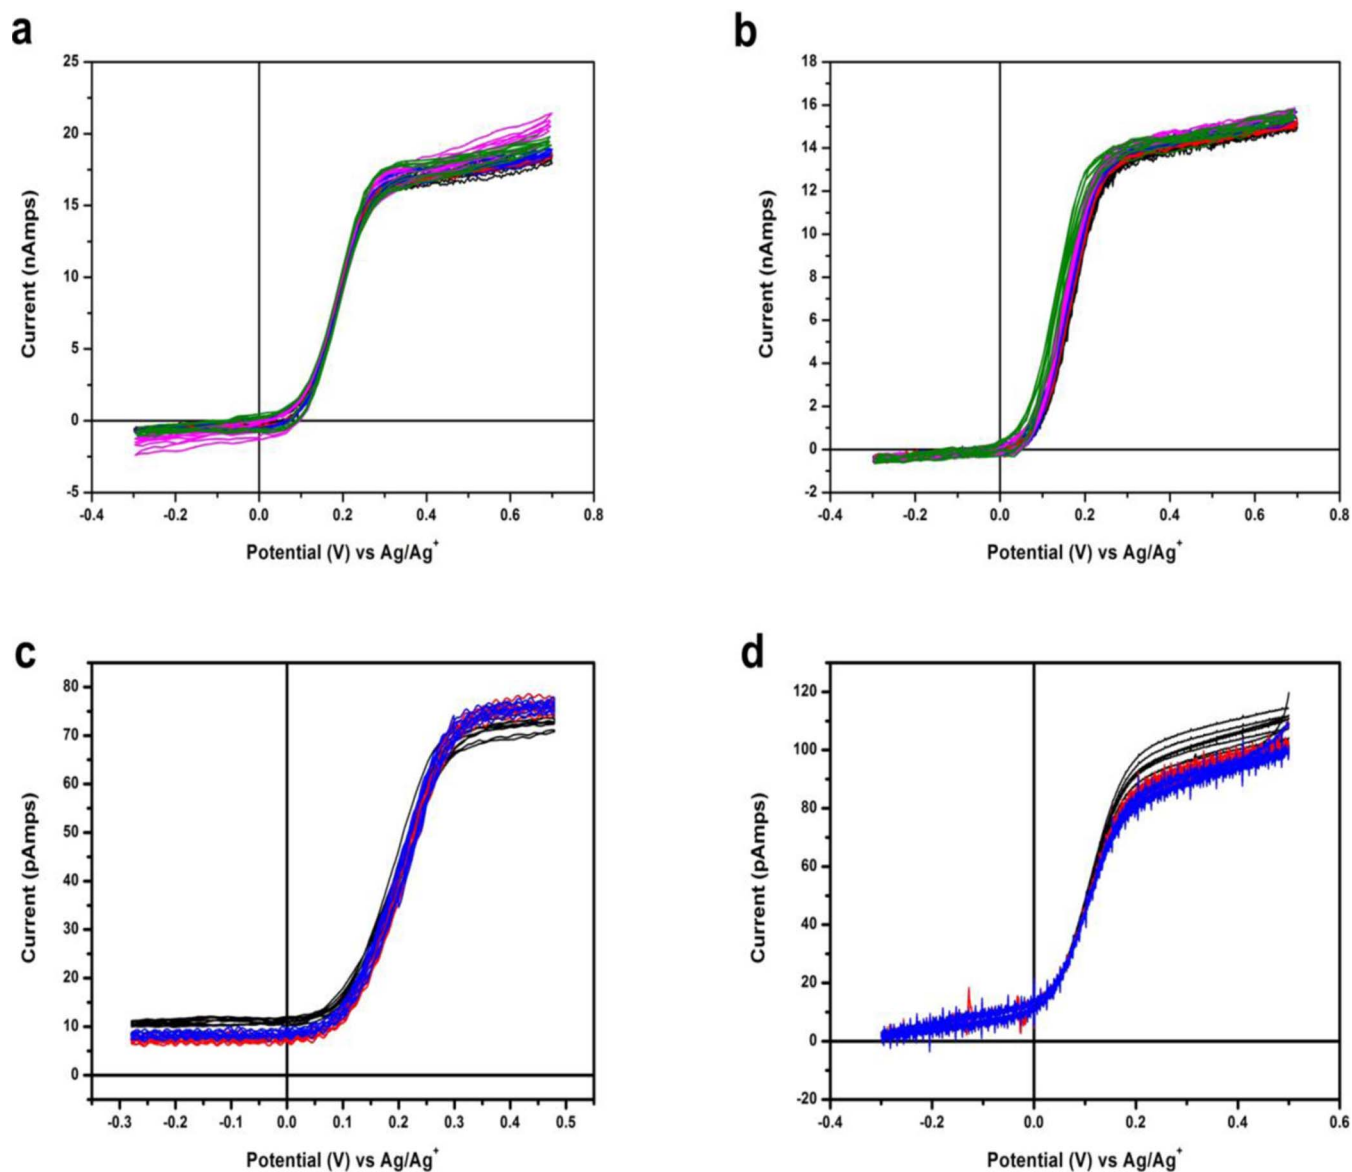 a
25
20
15
10
5
0
-5
Current (nAmps)
-0.4 -0.2 0.0 0.2 0.4 0.6 0.8
Potential (V) vs Ag/Ag⁺
b
18
16
14
12
10
8
6
4
2
0
-2
Current (nAmps)
-0.4 -0.2 0.0 0.2 0.4 0.6 0.8
Potential (V) vs Ag/Ag⁺
c
80
70
60
50
40
30
20
10
0
Current (pAmps)
-0.3 -0.2 -0.1 0.0 0.1 0.2 0.3 0.4 0.5
Potential (V) vs Ag/Ag⁺
d
120
100
80
60
40
20
0
-20
Current (pAmps)
-0.4 -0.2 0.0 0.2 0.4 0.6
Potential (V) vs Ag/Ag⁺